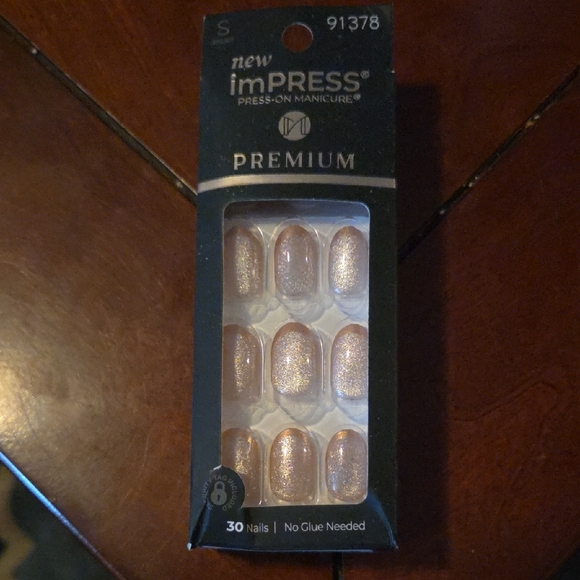 S
SHORT
91378
new
imPRESS®
PRESS-ON MANICURE®
M
PREMIUM
30 Nails | No Glue Needed